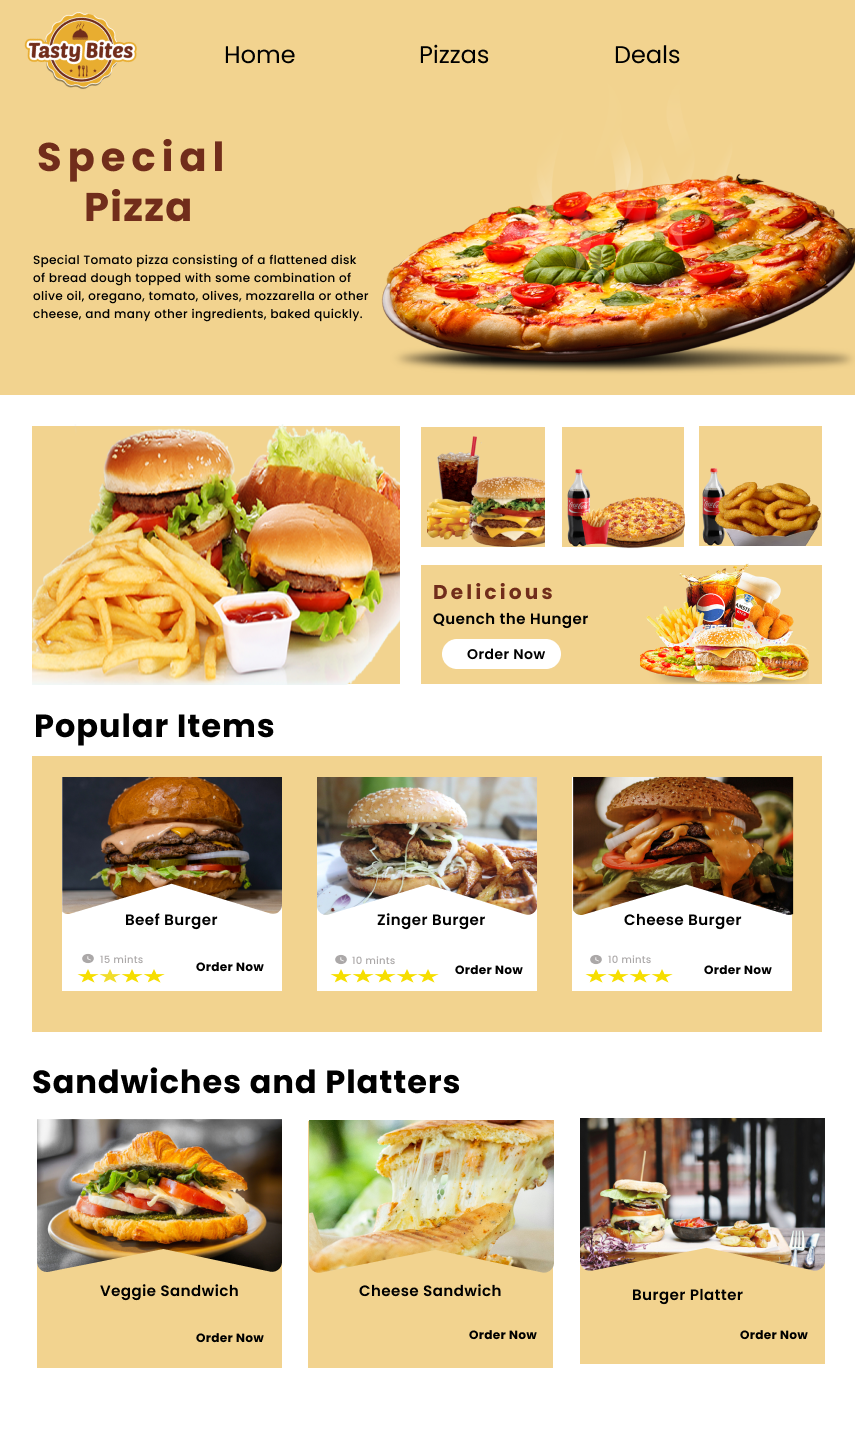 Tasty Bites
Home
Pizzas
Deals
Special
Pizza
Special Tomato pizza consisting of a flattened disk
of bread dough topped with some combination of
olive oil, oregano, tomato, olives, mozzarella or other
cheese, and many other ingredients, baked quickly.
Delicious
Quench the Hunger
Order Now
pepsi
Popular Items
Beef Burger
15 mints
Order Now
Zinger Burger
10 mints
Order Now
Cheese Burger
10 mints
Order Now
Sandwiches and Platters
Veggie Sandwich
Order Now
Cheese Sandwich
Order Now
Burger Platter
Order Now